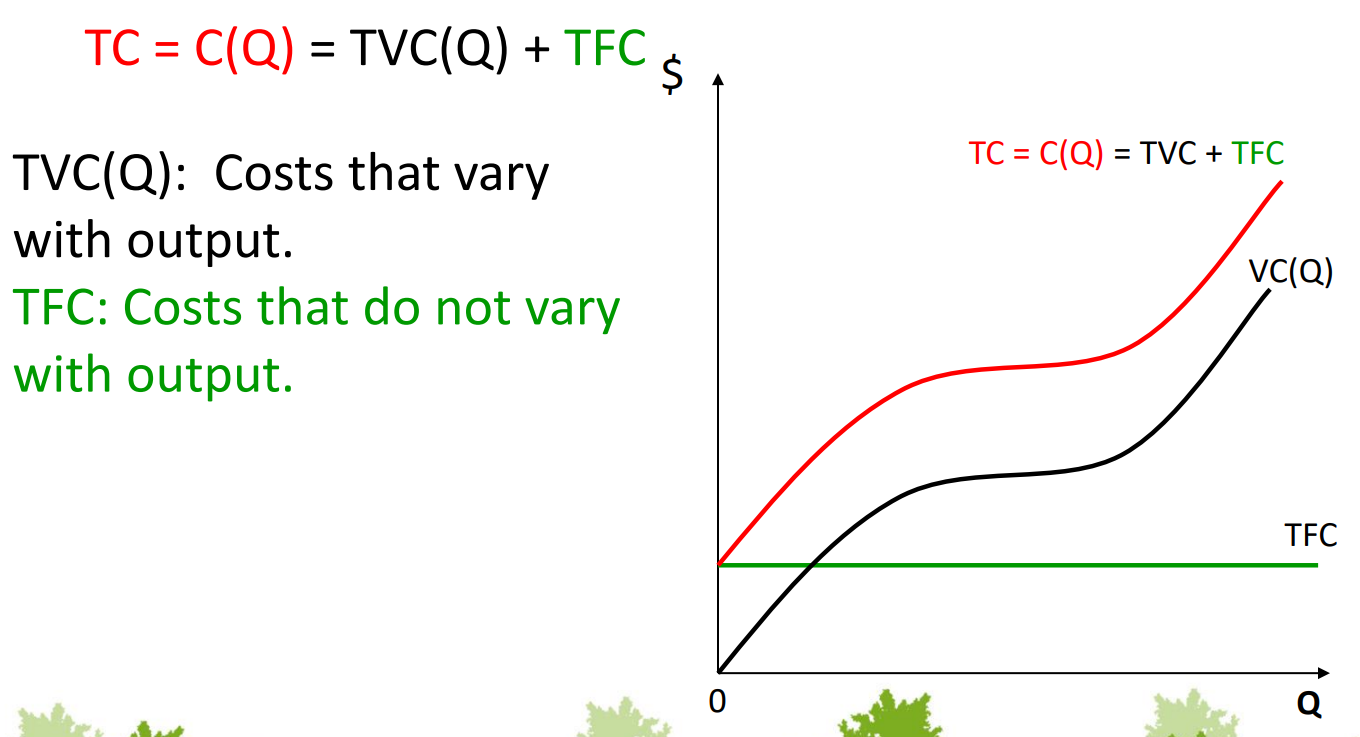 TC = C(Q) = TVC(Q) + TFC
TVC(Q):  Costs that vary
with output.
TFC: Costs that do not vary
with output.
$
TC = C(Q) = TVC + TFC
VC(Q)
TFC
0
Q